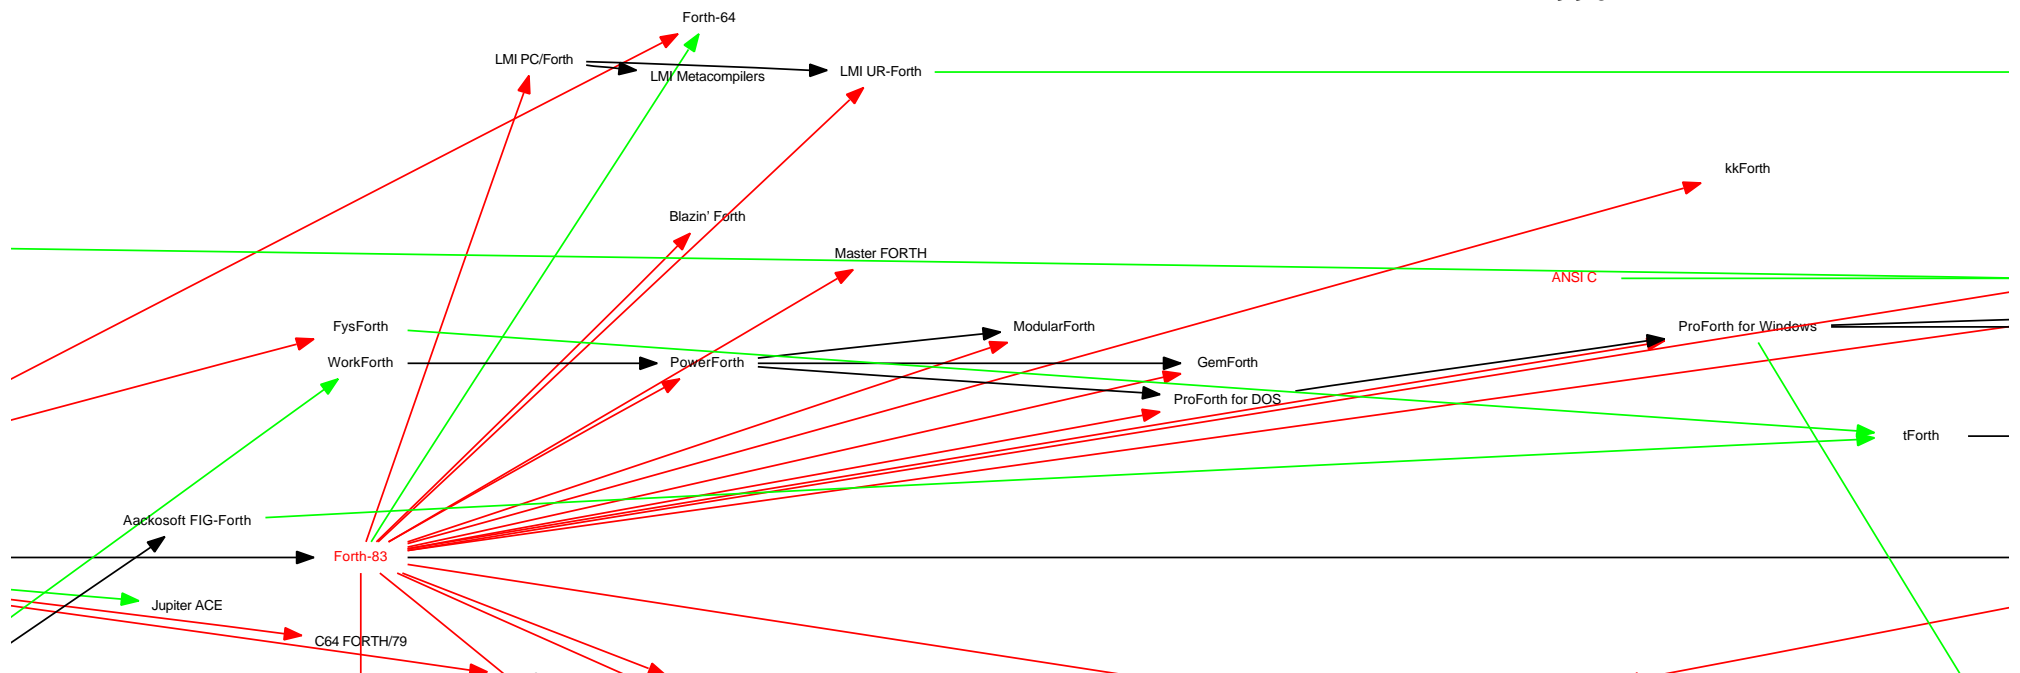 Forth-64
LMI PC/Forth
LMI Metacompilers
LMI UR-Forth
kkForth
Blazin' Forth
Master FORTH
ANSI C
FysForth
ModularForth
ProForth for Windows
WorkForth
PowerForth
GemForth
ProForth for DOS
tForth
Aackosoft FIG-Forth
Forth-83
Jupiter ACE
C64 FORTH/79